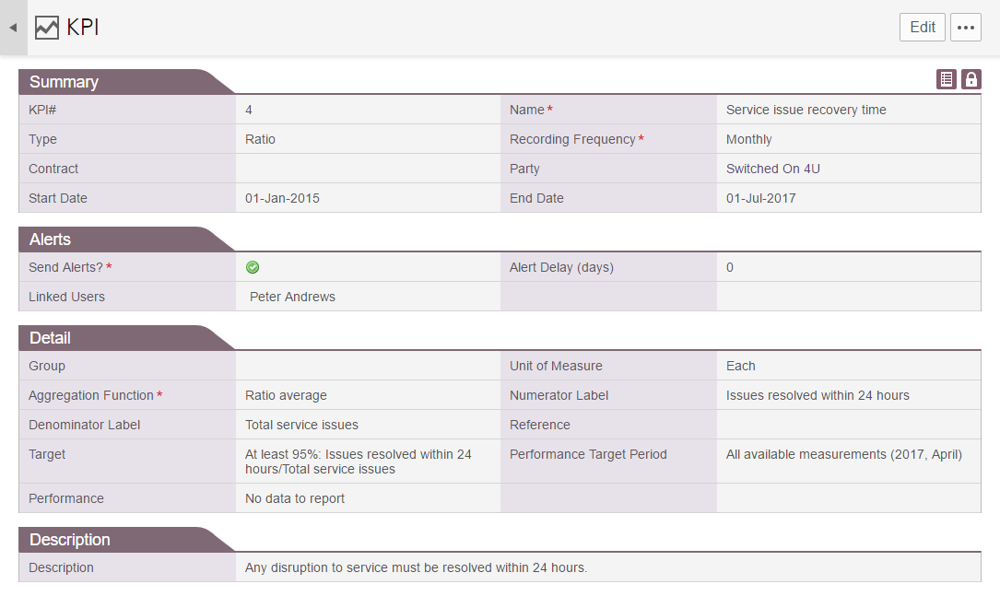 KPI
Edit
Summary
KPI# 4 Name* Service issue recovery time
Type Ratio Recording Frequency* Monthly
Contract Party Switched On 4U
Start Date 01-Jan-2015 End Date 01-Jul-2017
Alerts
Send Alerts?* Alert Delay (days) 0
Linked Users Peter Andrews
Detail
Group Unit of Measure Each
Aggregation Function* Ratio average Numerator Label Issues resolved within 24 hours
Denominator Label Total service issues Reference
Target At least 95%: Issues resolved within 24 Performance Target Period All available measurements (2017, April)
hours/Total service issues
Performance No data to report
Description
Description Any disruption to service must be resolved within 24 hours.